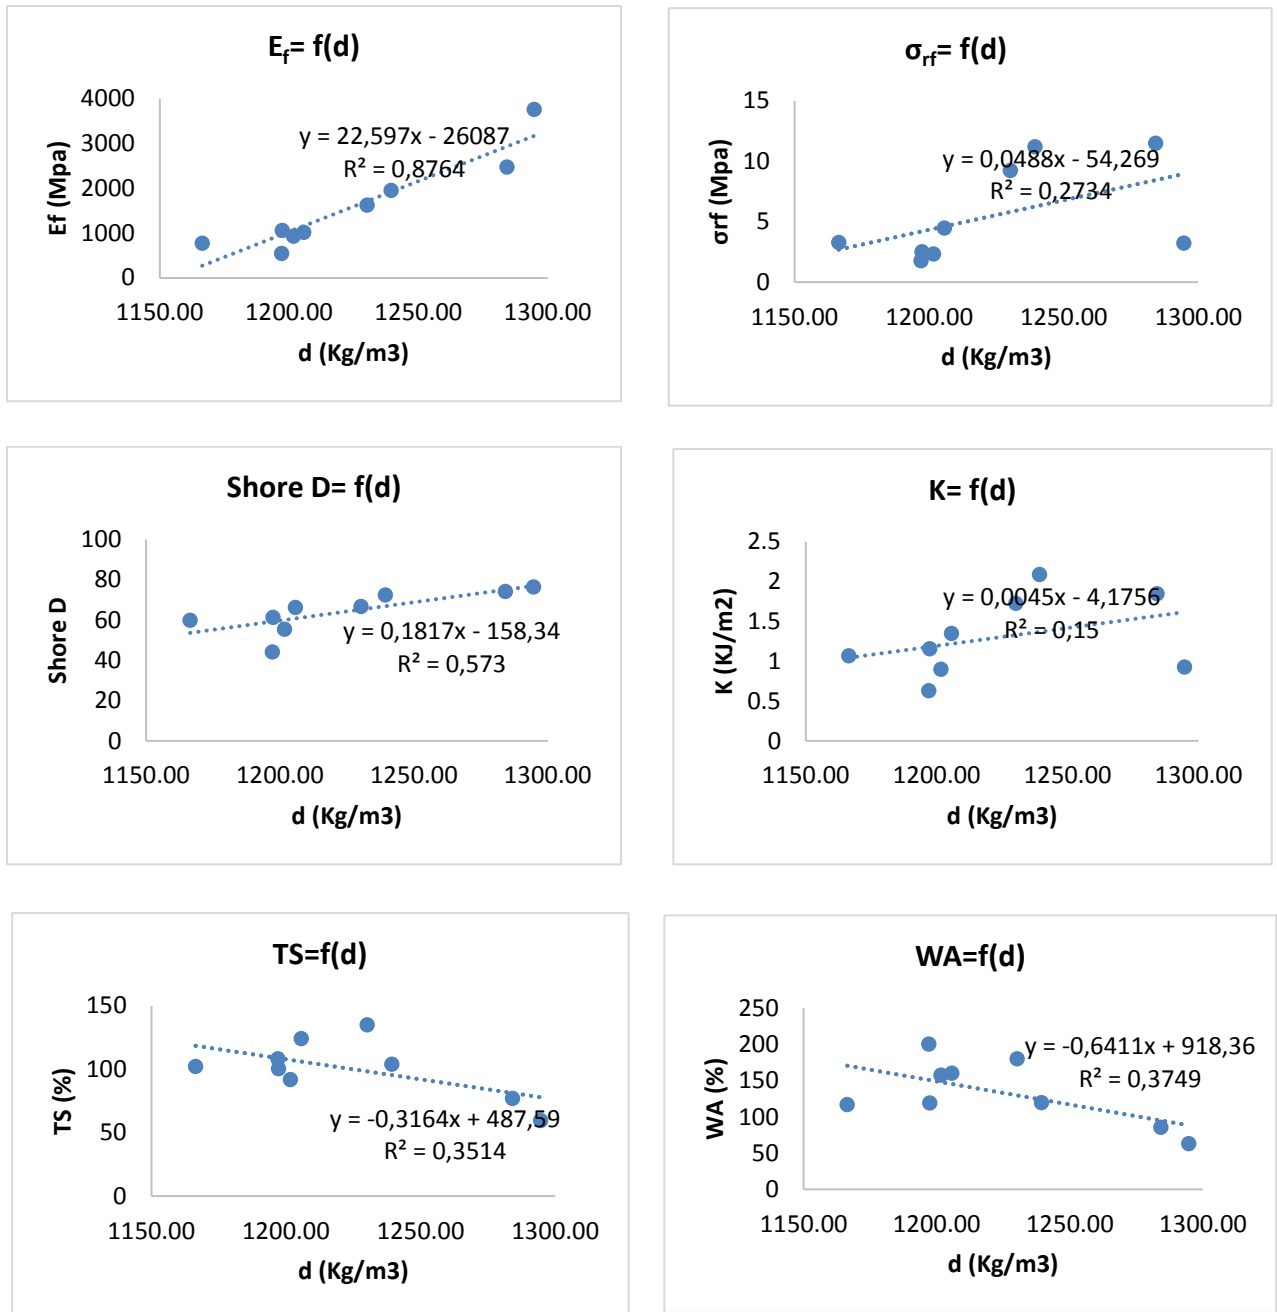 E_f= f(d)
4000
3000
2000
1000
0
y = 22,597x - 26087
R² = 0,8764
Ef (Mpa)
1150.00 1200.00 1250.00 1300.00
d (Kg/m3)
σ_rf= f(d)
15
10
5
0
y = 0,0488x - 54,269
R² = 0,2734
σrf (Mpa)
1150.00 1200.00 1250.00 1300.00
d (Kg/m3)
Shore D= f(d)
100
80
60
40
20
0
y = 0,1817x - 158,34
R² = 0,573
Shore D
1150.00 1200.00 1250.00 1300.00
d (Kg/m3)
K= f(d)
2.5
2
1.5
1
0.5
0
y = 0,0045x - 4,1756
R² = 0,15
K (KJ/m2)
1150.00 1200.00 1250.00 1300.00
d (Kg/m3)
TS=f(d)
150
100
50
0
y = -0,3164x + 487,59
R² = 0,3514
TS (%)
1150.00 1200.00 1250.00 1300.00
d (Kg/m3)
WA=f(d)
250
200
150
100
50
0
y = -0,6411x + 918,36
R² = 0,3749
WA (%)
1150.00 1200.00 1250.00 1300.00
d (Kg/m3)